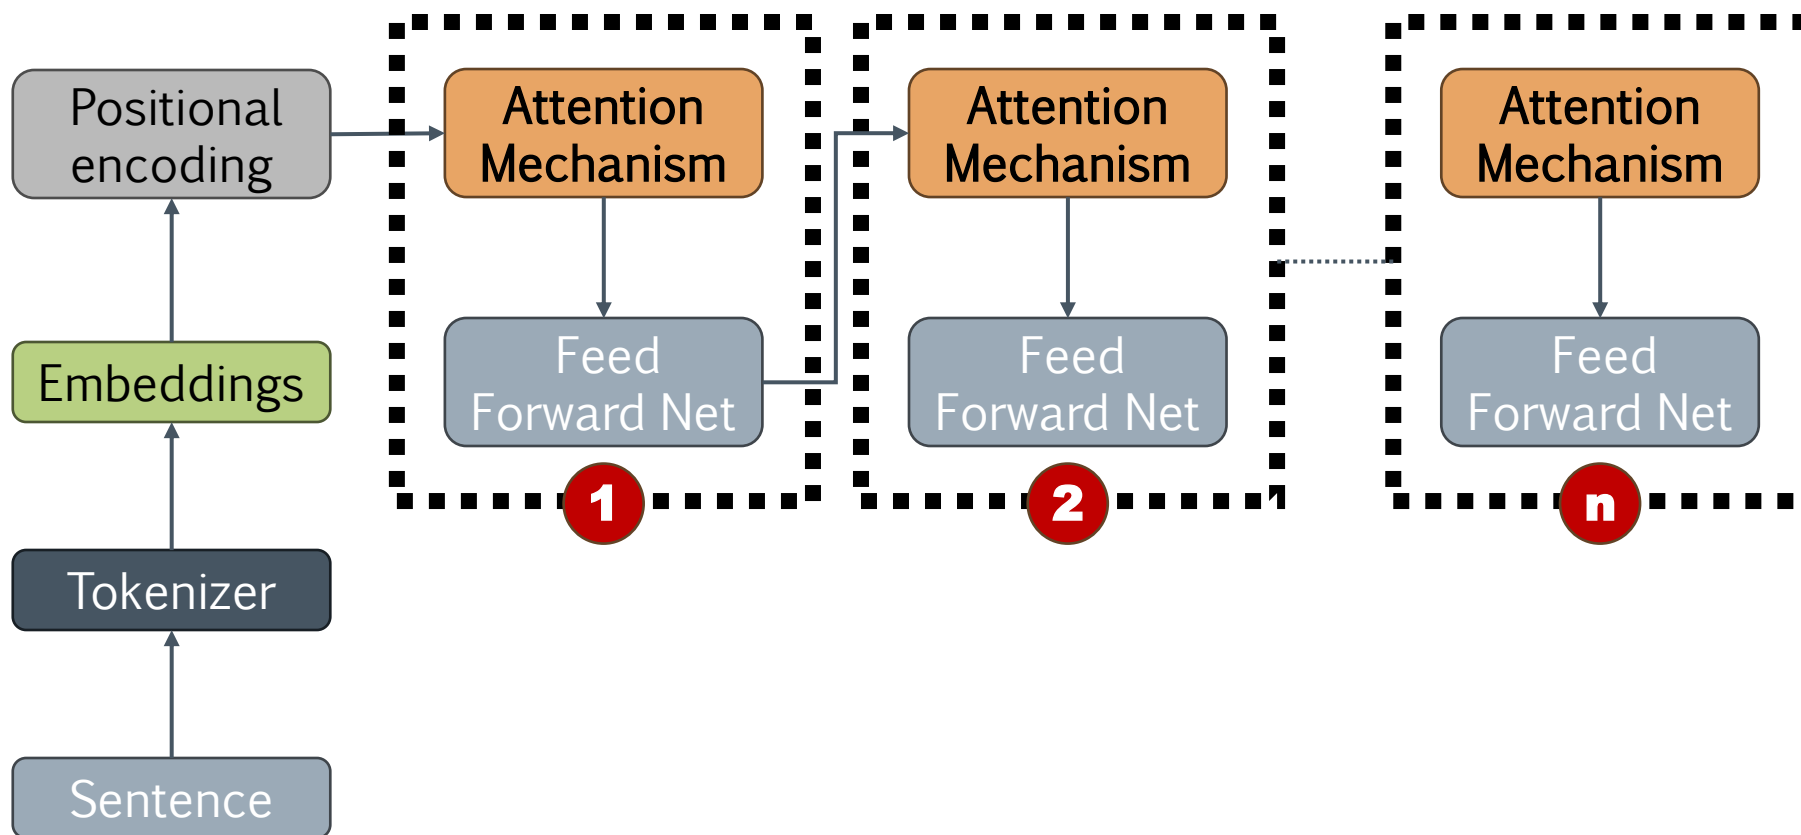 Positional
encoding
Embeddings
Tokenizer
Sentence
Attention
Mechanism
Feed
Forward Net
1
Attention
Mechanism
Feed
Forward Net
2
Attention
Mechanism
Feed
Forward Net
n